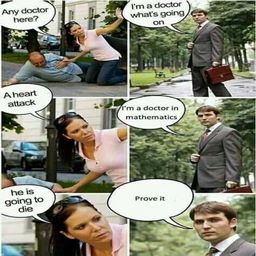 Any doctor
here?
I'm a doctor
what's going
on
A heart
attack
I'm a doctor in
mathematics
he is
going to
die
Prove it